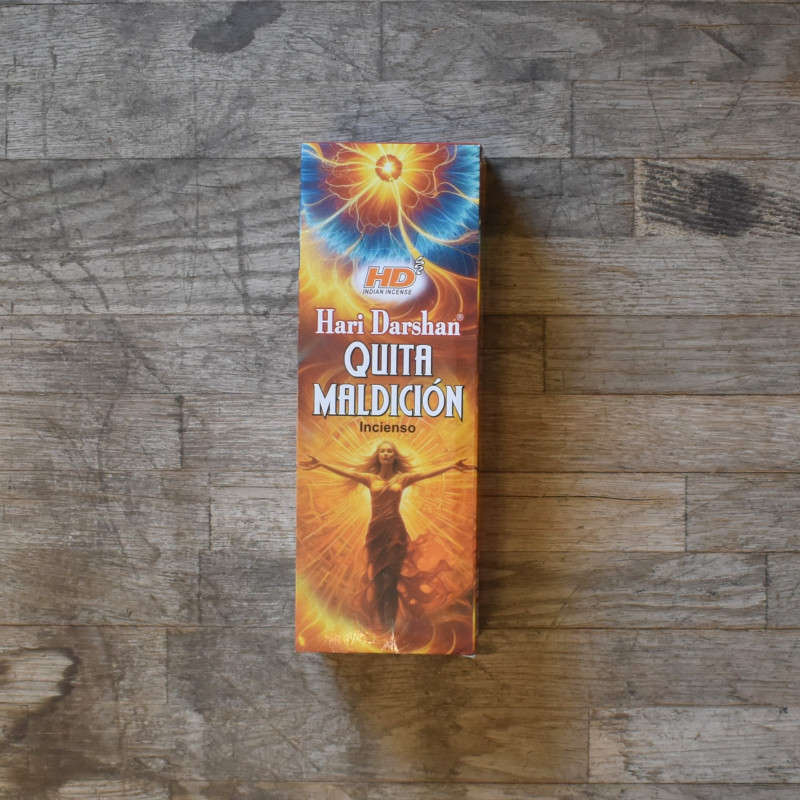 HD
INDIAN INCENSE
Hari Darshan®
QUITA
MALDICIÓN
Incienso